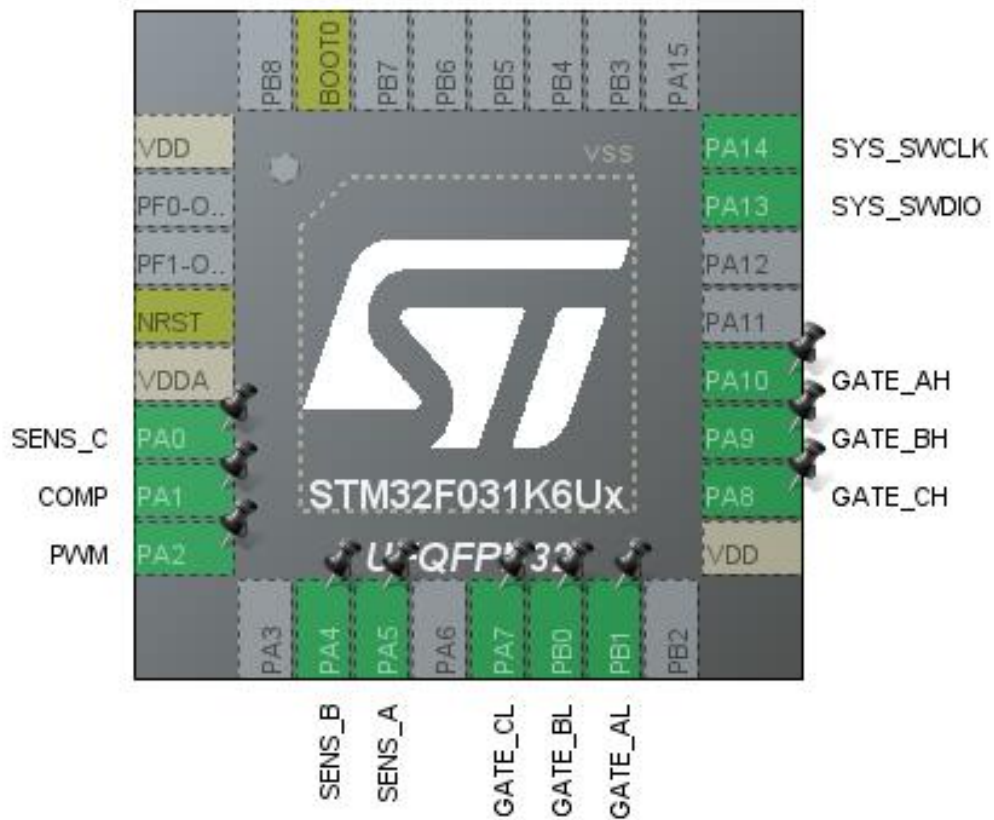 PB8
BOOT0
PB7
PB6
PB5
PB4
PB3
PA15
VDD
PF0-O..
PF1-O..
NRST
VDDA
SENS_C PA0
COMP PA1
PWM PA2
VSS
PA14 SYS_SWCLK
PA13 SYS_SWDIO
PA12
PA11
PA10 GATE_AH
PA9 GATE_BH
PA8 GATE_CH
VDD
STM32F031K6Ux
PA3
PA4 SENS_B
PA5 SENS_A
PA6
PA7 GATE_CL
PB0 GATE_BL
PB1 GATE_AL
PB2